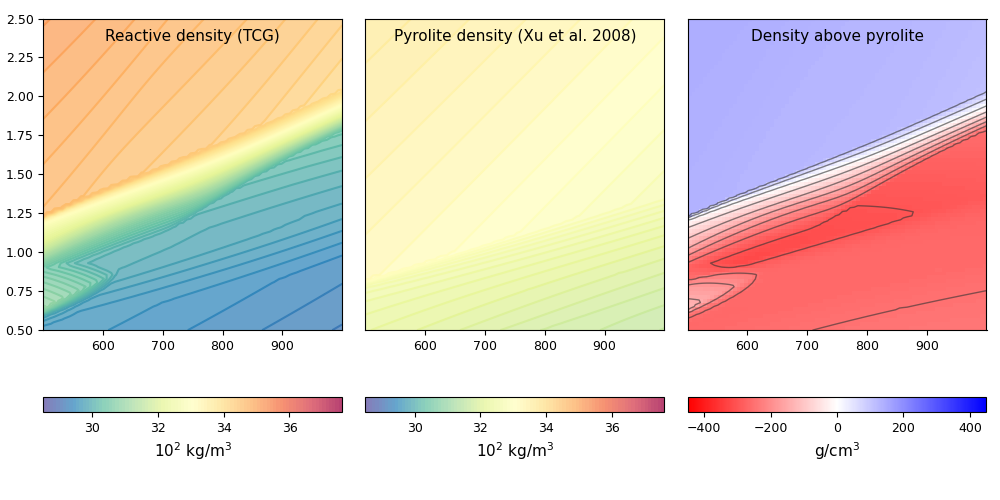 Reactive density (TCG)
Pyrolite density (Xu et al. 2008)
Density above pyrolite
2.50
2.25
2.00
1.75
1.50
1.25
1.00
0.75
0.50
600 700 800 900
600 700 800 900
600 700 800 900
30 32 34 36
30 32 34 36
−400 −200 0 200 400
10² kg/m³
10² kg/m³
g/cm³